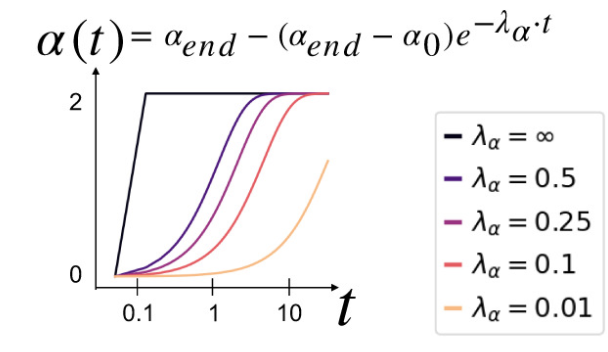 α(t) = α_end − (α_end − α_0)e^{−λ_α·t}
2
0
0.1 1 10 t
λ_α = ∞
λ_α = 0.5
λ_α = 0.25
λ_α = 0.1
λ_α = 0.01